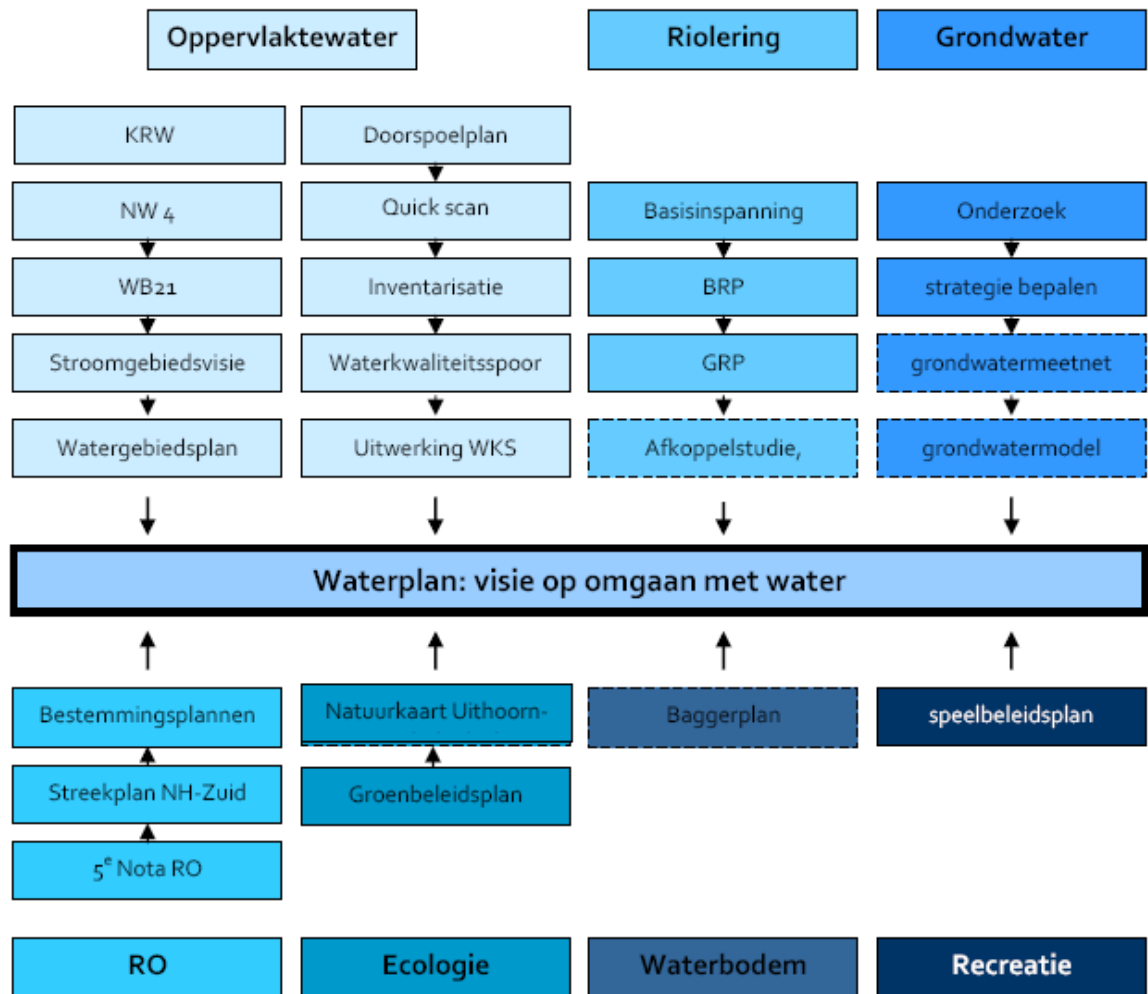 Oppervlaktewater
Riolering
Grondwater
KRW
Doorspoelplan
NW 4
Quick scan
Basisinspanning
Onderzoek
WB21
Inventarisatie
BRP
strategie bepalen
Stroomgebiedsvisie
Waterkwaliteitsspoor
GRP
grondwatermeetnet
Watergebiedsplan
Uitwerking WKS
Afkoppelstudie,
grondwatermodel
Waterplan: visie op omgaan met water
Bestemmingsplannen
Natuurkaart Uithoorn-
Baggerplan
speelbeleidsplan
Streekplan NH-Zuid
Groenbeleidsplan
5e Nota RO
RO
Ecologie
Waterbodem
Recreatie